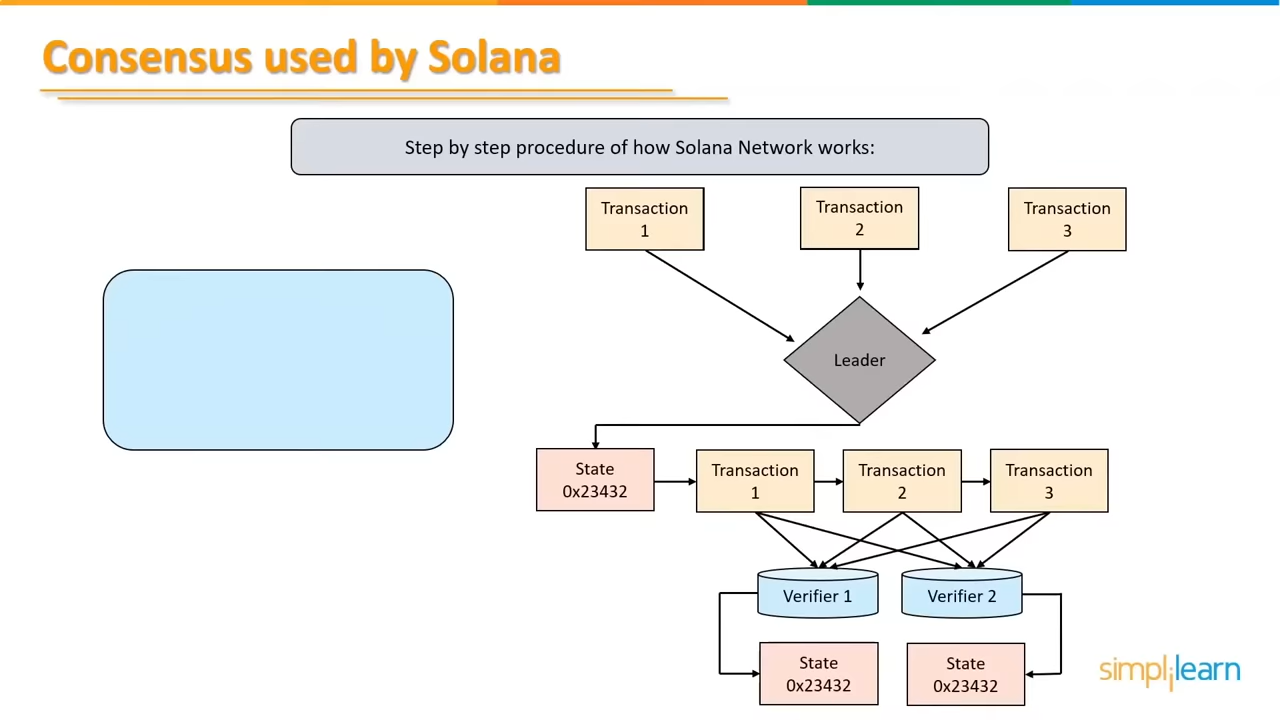 Consensus used by Solana
Step by step procedure of how Solana Network works:
Transaction
1
Transaction
2
Transaction
3
Leader
State
0x23432
Transaction
1
Transaction
2
Transaction
3
Verifier 1
Verifier 2
State
0x23432
State
0x23432
simplilearn